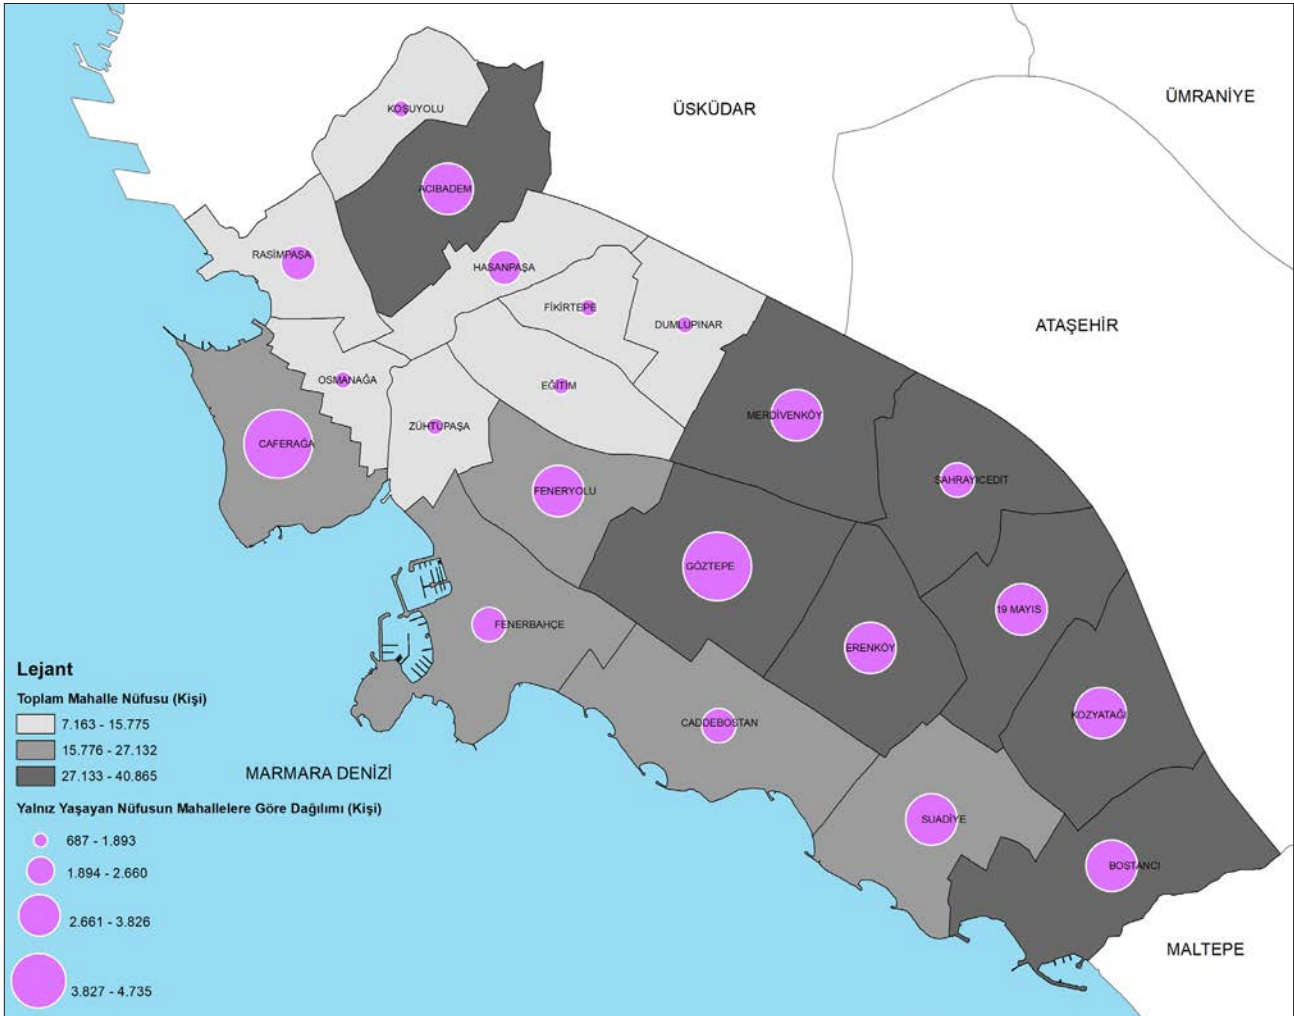 ÜMRANİYE
ÜSKÜDAR
KOŞUYOLU
ACIBADEM
RASİMPAŞA
HASANPAŞA
FİKİRTEPE
DUMLUPINAR
ATAŞEHİR
OSMANAĞA
EĞİTİM
ZÜHTÜPAŞA
MERDİVENKÖY
CAFERAĞA
SAHRAYICEDİT
FENERYOLU
GÖZTEPE
19 MAYIS
FENERBAHÇE
ERENKÖY
KOZYATAĞI
CADDEBOSTAN
MARMARA DENİZİ
SUADİYE
BOSTANCI
MALTEPE
Lejant
Toplam Mahalle Nüfusu (Kişi)
7.163 - 15.775
15.776 - 27.132
27.133 - 40.865
Yalnız Yaşayan Nüfusun Mahallelere Göre Dağılımı (Kişi)
687 - 1.893
1.894 - 2.660
2.661 - 3.826
3.827 - 4.735